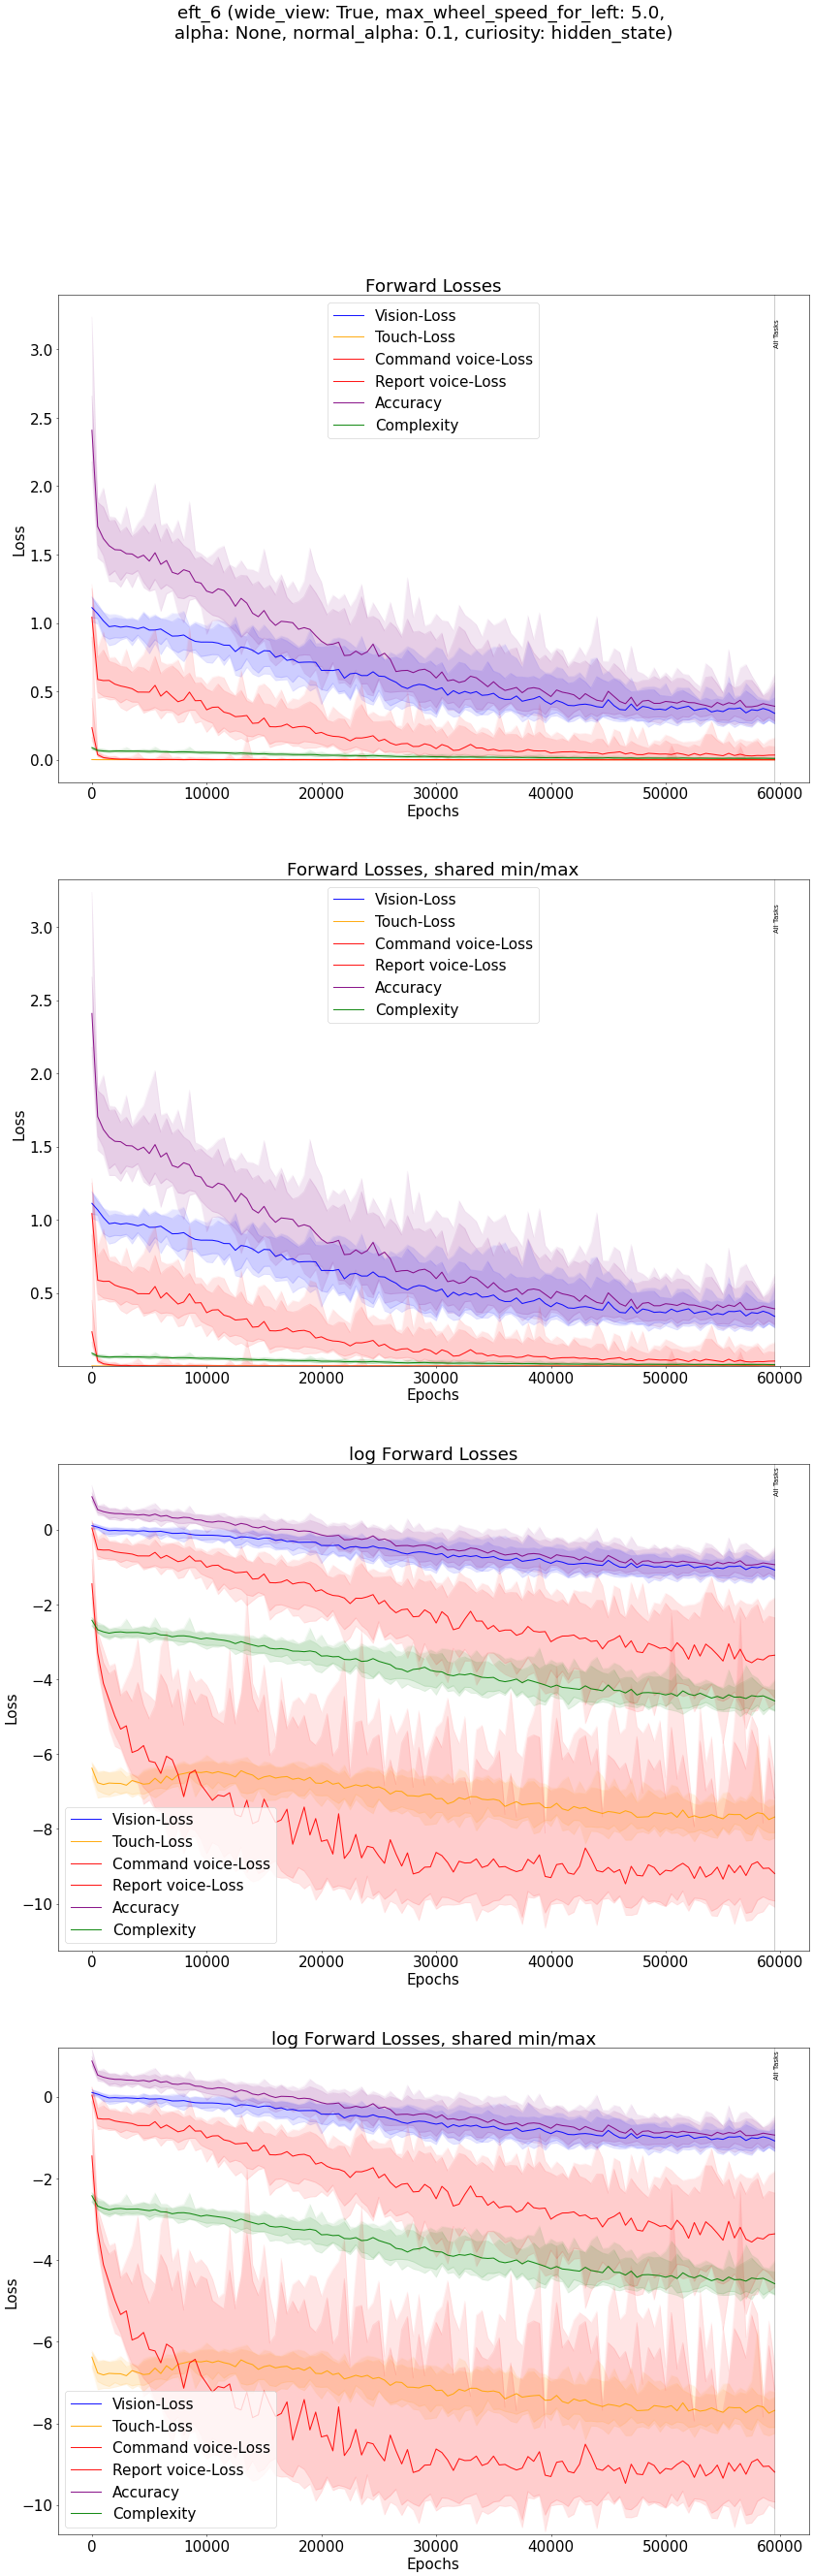 eft_6 (wide_view: True, max_wheel_speed_for_left: 5.0,
alpha: None, normal_alpha: 0.1, curiosity: hidden_state)
Forward Losses
Vision-Loss
Touch-Loss
Command voice-Loss
Report voice-Loss
Accuracy
Complexity
All Tasks
3.0
2.5
2.0
1.5
1.0
0.5
0.0
Loss
0 10000 20000 30000 40000 50000 60000
Epochs
Forward Losses, shared min/max
Vision-Loss
Touch-Loss
Command voice-Loss
Report voice-Loss
Accuracy
Complexity
All Tasks
3.0
2.5
2.0
1.5
1.0
0.5
Loss
0 10000 20000 30000 40000 50000 60000
Epochs
log Forward Losses
All Tasks
0
−2
−4
−6
−8
−10
Loss
Vision-Loss
Touch-Loss
Command voice-Loss
Report voice-Loss
Accuracy
Complexity
0 10000 20000 30000 40000 50000 60000
Epochs
log Forward Losses, shared min/max
All Tasks
0
−2
−4
−6
−8
−10
Loss
Vision-Loss
Touch-Loss
Command voice-Loss
Report voice-Loss
Accuracy
Complexity
0 10000 20000 30000 40000 50000 60000
Epochs